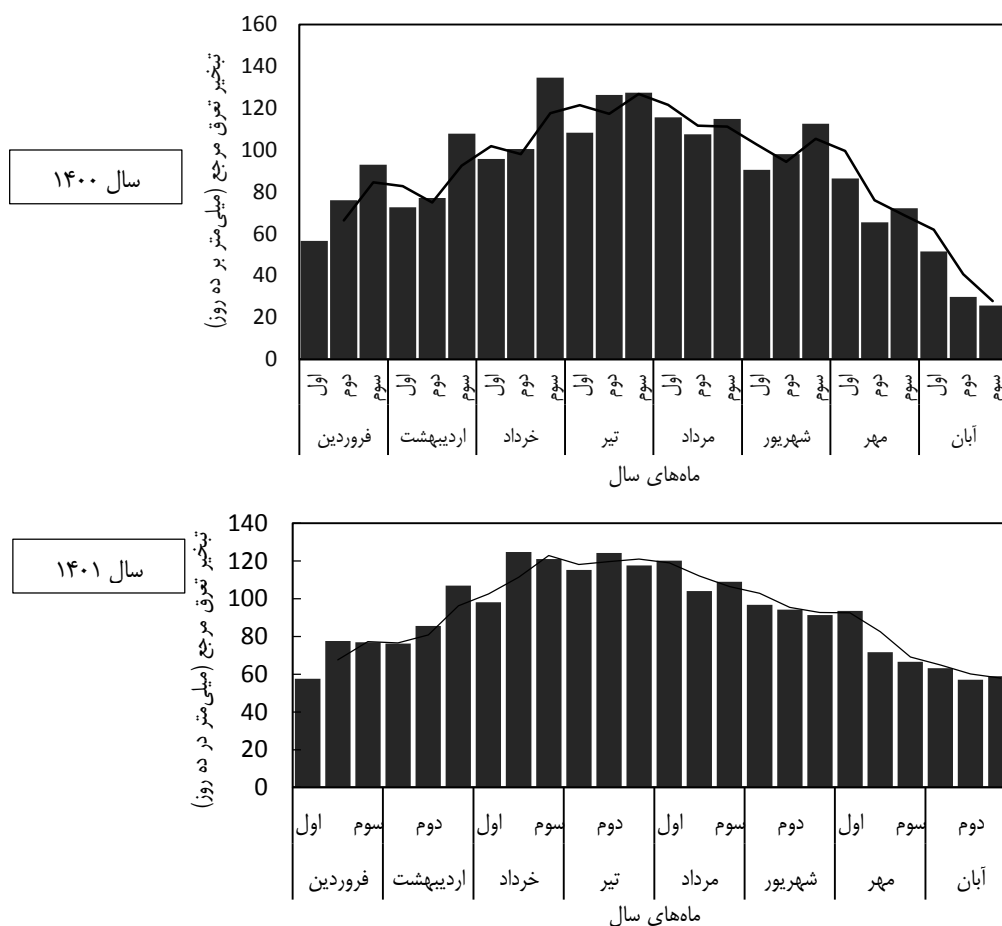 سال ۱۴۰۰
تبخیر تعرق مرجع (میلی‌متر بر ده روز)
160
140
120
100
80
60
40
20
0
اول دوم سوم اول دوم سوم اول دوم سوم اول دوم سوم اول دوم سوم اول دوم سوم اول دوم سوم اول دوم سوم
فروردین اردیبهشت خرداد تیر مرداد شهریور مهر آبان
ماه‌های سال
سال ۱۴۰۱
تبخیر تعرق مرجع (میلی‌متر در ده روز)
140
120
100
80
60
40
20
0
اول سوم دوم اول سوم دوم اول سوم دوم اول سوم دوم
فروردین اردیبهشت خرداد تیر مرداد شهریور مهر آبان
ماه‌های سال